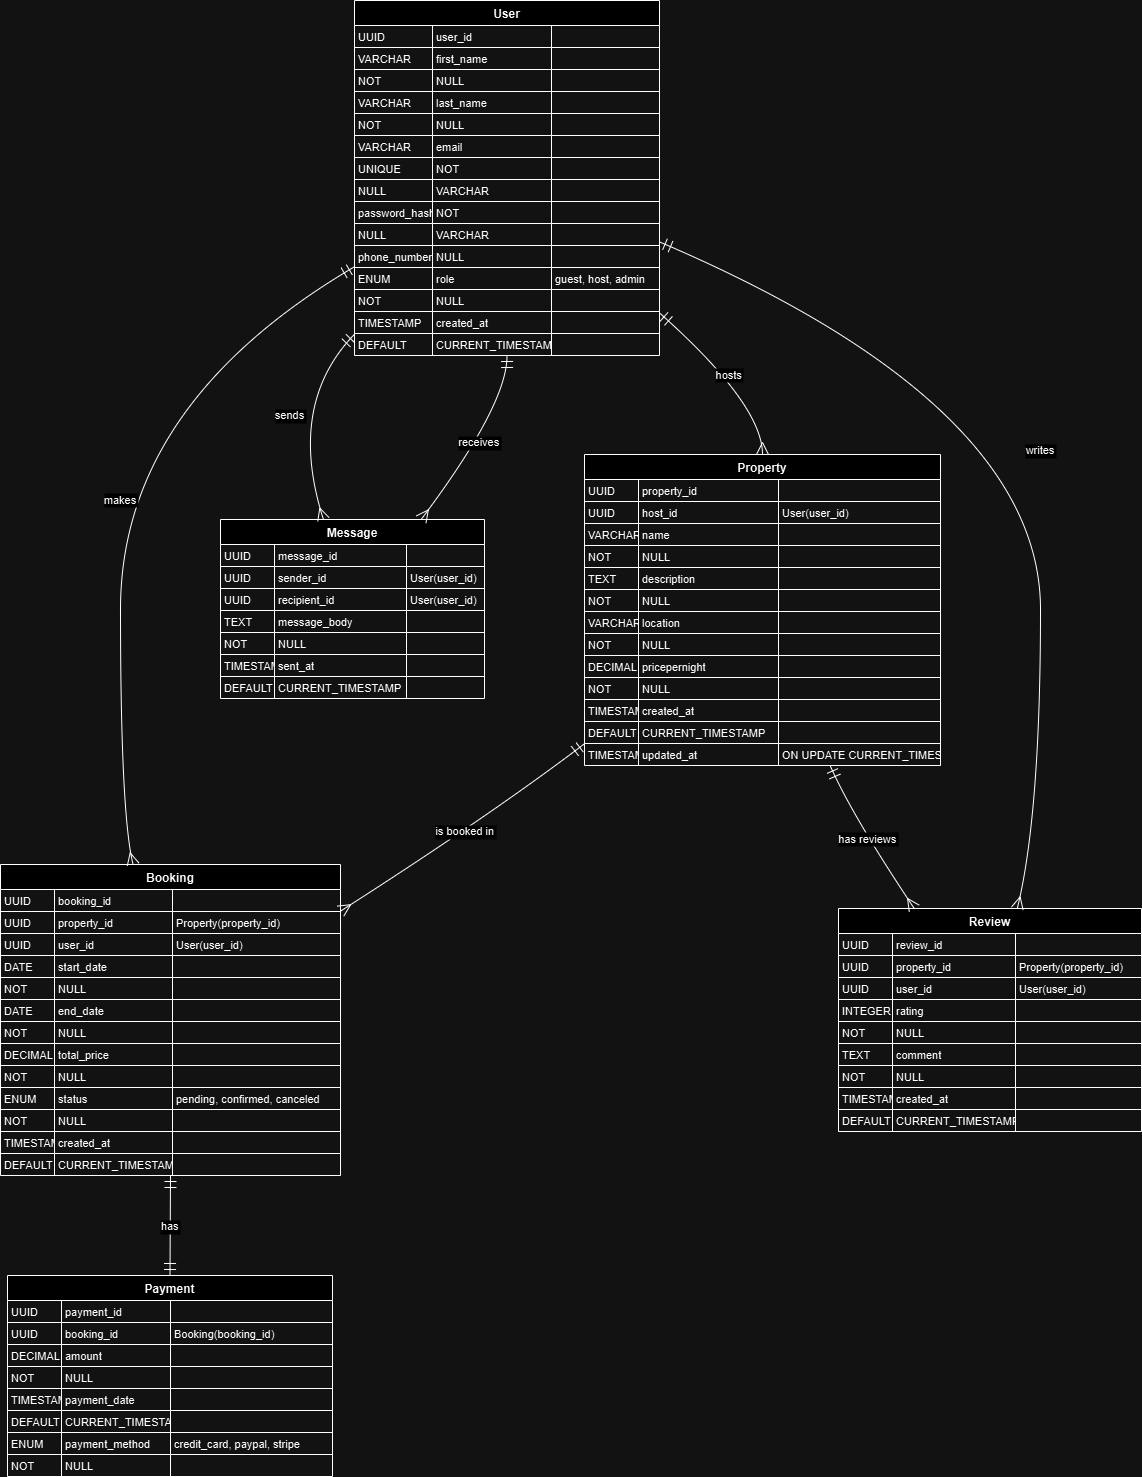 User
UUID user_id
VARCHAR first_name
NOT NULL
VARCHAR last_name
NOT NULL
VARCHAR email
UNIQUE NOT
NULL VARCHAR
password_hash NOT
NULL VARCHAR
phone_number NULL
ENUM role guest, host, admin
NOT NULL
TIMESTAMP created_at
DEFAULT CURRENT_TIMESTAM
hosts
sends
receives
writes
makes
Property
UUID property_id
UUID host_id User(user_id)
VARCHAR name
NOT NULL
TEXT description
NOT NULL
VARCHAR location
NOT NULL
DECIMAL pricepernight
NOT NULL
TIMESTAM created_at
DEFAULT CURRENT_TIMESTAMP
TIMESTAM updated_at ON UPDATE CURRENT_TIMES
Message
UUID message_id
UUID sender_id User(user_id)
UUID recipient_id User(user_id)
TEXT message_body
NOT NULL
TIMESTAM sent_at
DEFAULT CURRENT_TIMESTAMP
is booked in
has reviews
Booking
UUID booking_id
UUID property_id Property(property_id)
UUID user_id User(user_id)
DATE start_date
NOT NULL
DATE end_date
NOT NULL
DECIMAL total_price
NOT NULL
ENUM status pending, confirmed, canceled
NOT NULL
TIMESTAM created_at
DEFAULT CURRENT_TIMESTAM
Review
UUID review_id
UUID property_id Property(property_id)
UUID user_id User(user_id)
INTEGER rating
NOT NULL
TEXT comment
NOT NULL
TIMESTAM created_at
DEFAULT CURRENT_TIMESTAMP
has
Payment
UUID payment_id
UUID booking_id Booking(booking_id)
DECIMAL amount
NOT NULL
TIMESTAM payment_date
DEFAULT CURRENT_TIMESTA
ENUM payment_method credit_card, paypal, stripe
NOT NULL